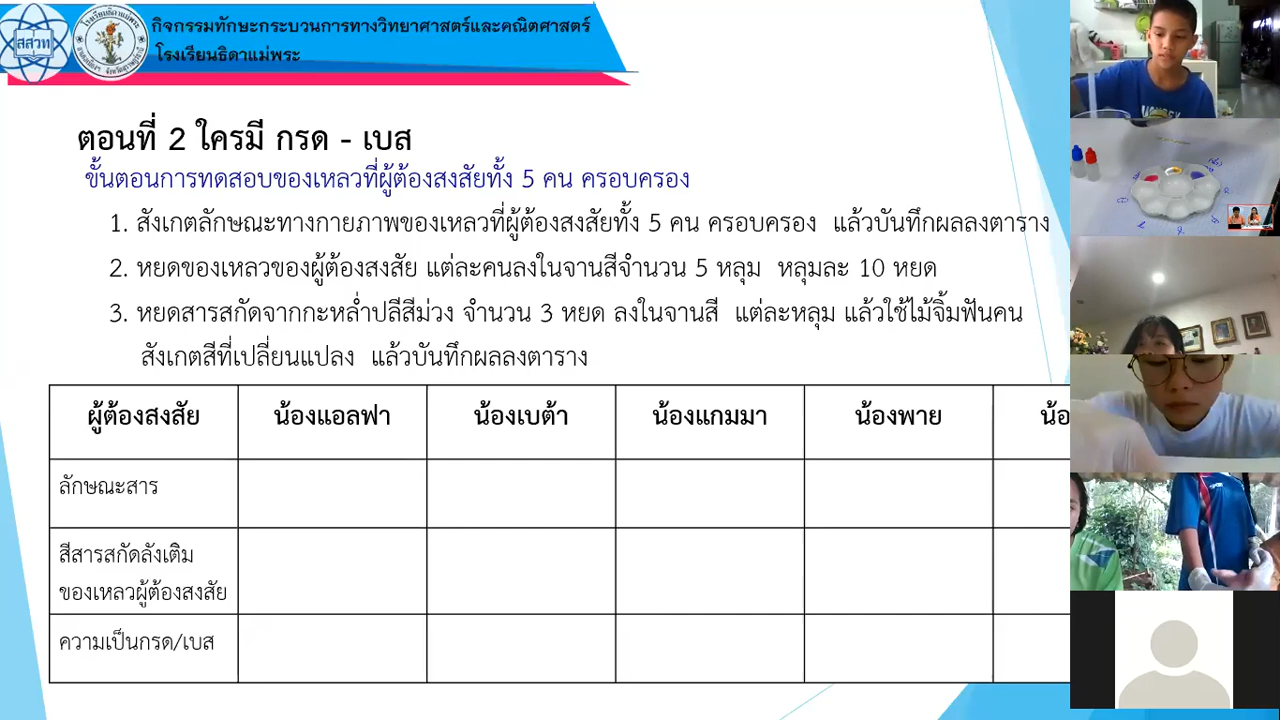 สสวท
กิจกรรมทักษะกระบวนการทางวิทยาศาสตร์และคณิตศาสตร์
โรงเรียนธิดาแม่พระ
ตอนที่ 2 ใครมี กรด - เบส
ขั้นตอนการทดสอบของเหลวที่ผู้ต้องสงสัยทั้ง 5 คน ครอบครอง
1. สังเกตลักษณะทางกายภาพของเหลวที่ผู้ต้องสงสัยทั้ง 5 คน ครอบครอง แล้วบันทึกผลลงตาราง
2. หยดของเหลวของผู้ต้องสงสัย แต่ละคนลงในจานสีจำนวน 5 หลุม หลุมละ 10 หยด
3. หยดสารสกัดจากกะหล่ำปลีสีม่วง จำนวน 3 หยด ลงในจานสี แต่ละหลุม แล้วใช้ไม้จิ้มฟันคน
สังเกตสีที่เปลี่ยนแปลง แล้วบันทึกผลลงตาราง
ผู้ต้องสงสัย น้องแอลฟา น้องเบต้า น้องแกมมา น้องพาย
ลักษณะสาร
สีสารสกัดลังเติม
ของเหลวผู้ต้องสงสัย
ความเป็นกรด/เบส